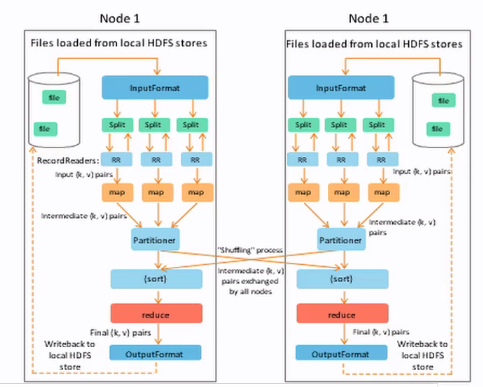 Node 1
Files loaded from local HDFS stores
file
file
InputFormat
Split
Split
Split
RecordReaders:
RR
RR
RR
Input (k, v) pairs
map
map
map
Intermediate (k, v) pairs
Partitioner
(sort)
reduce
Final (k, v) pairs
Writeback to
local HDFS
store
OutputFormat
"Shuffling" process
Intermediate (k, v)
pairs exhanged
by all nodes
Node 1
Files loaded from local HDFS stores
InputFormat
file
file
Split
Split
Split
RR
RR
RR
Input (k, v) pairs
map
map
map
Intermediate (k, v)
pairs
Partitioner
(sort)
reduce
Final (k, v) pairs
OutputFormat
Writeback to
local HDFS
store